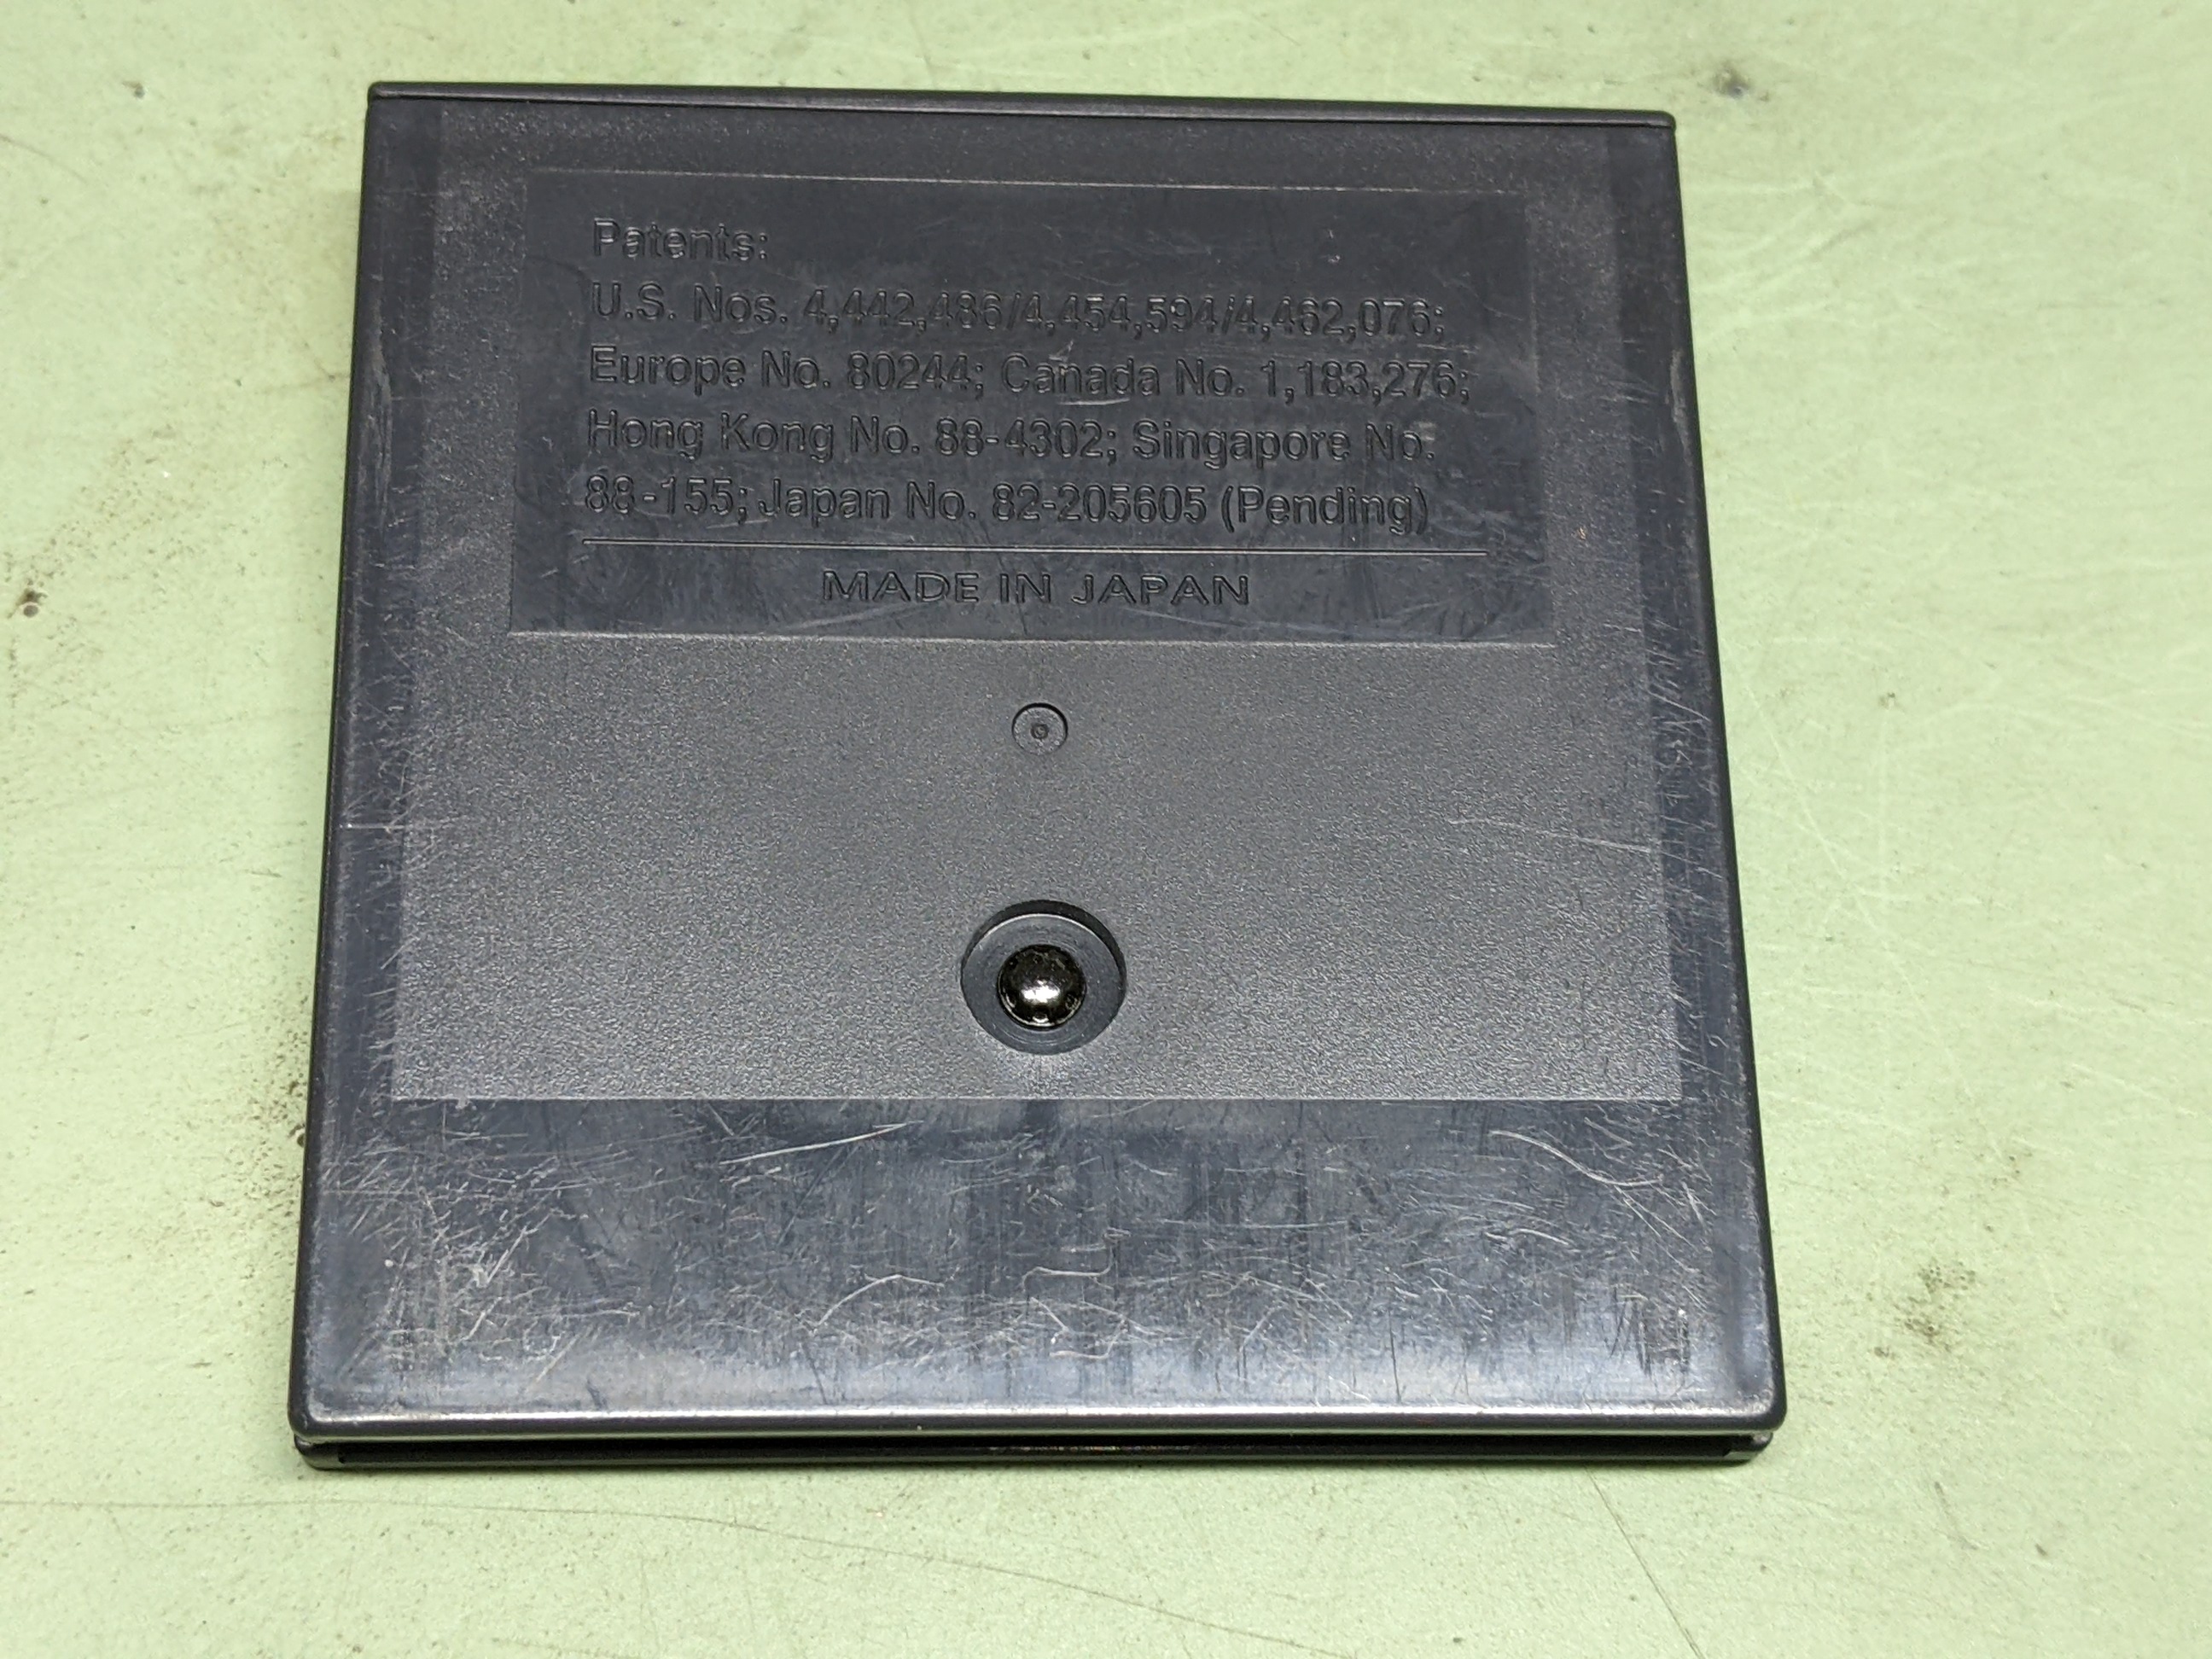 Patents:
U.S. Nos. 4,442,486/4,454,594/4,462,076;
Europe No. 80244; Canada No. 1,183,276;
Hong Kong No. 88-4302; Singapore No.
88-155; Japan No. 82-205605 (Pending)
MADE IN JAPAN